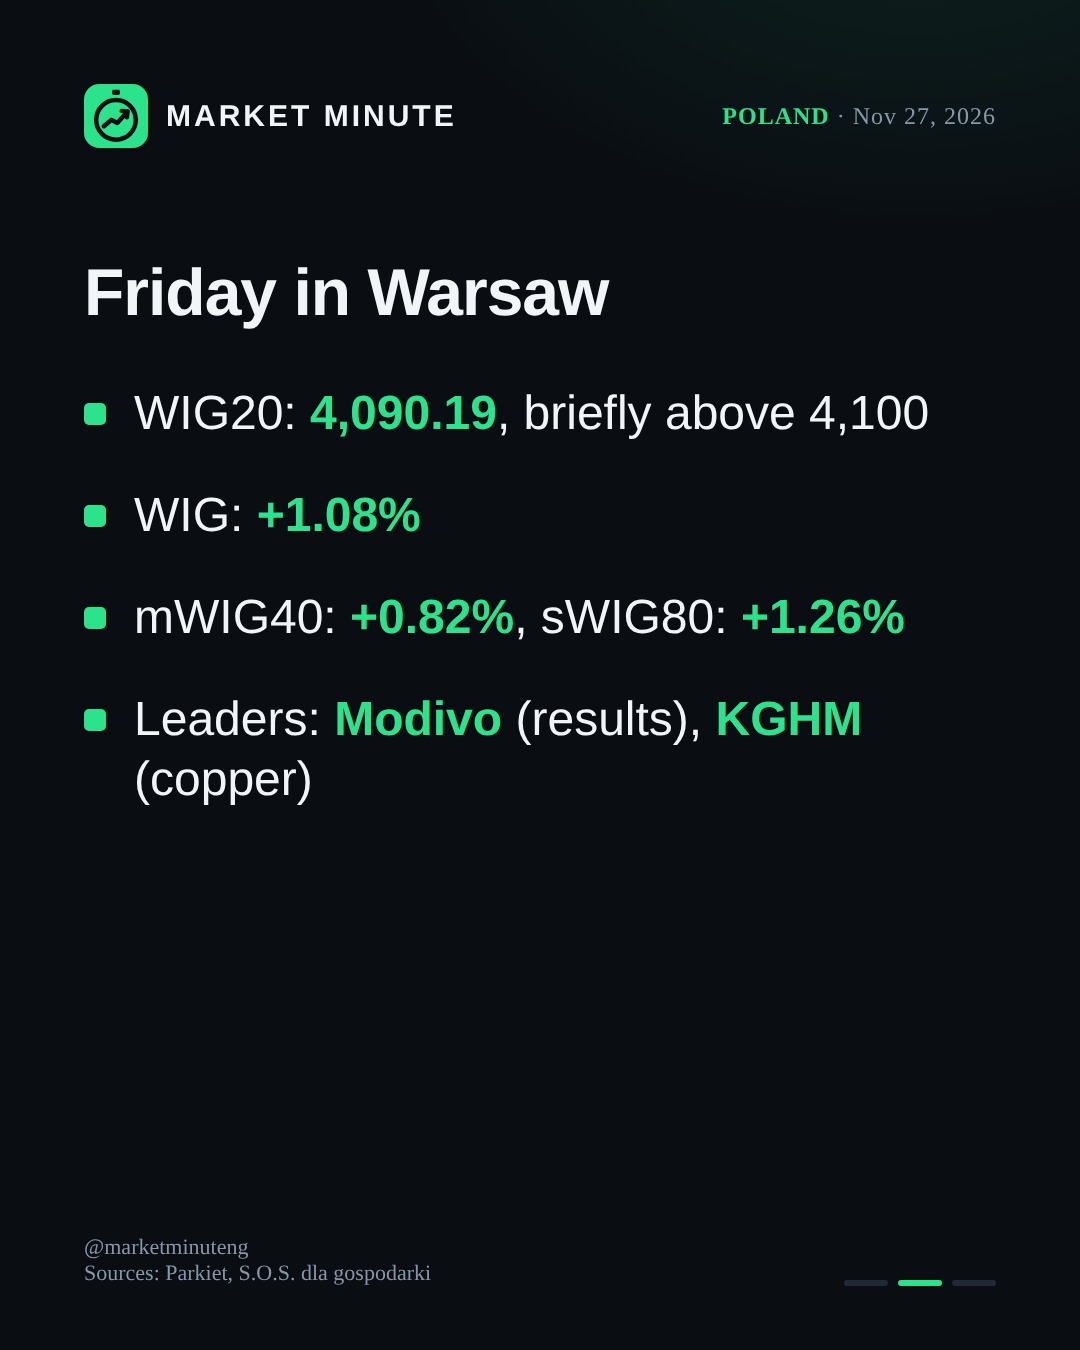 MARKET MINUTE
POLAND · Nov 27, 2026
Friday in Warsaw
WIG20: 4,090.19, briefly above 4,100
WIG: +1.08%
mWIG40: +0.82%, sWIG80: +1.26%
Leaders: Modivo (results), KGHM
(copper)
@marketminuteng
Sources: Parkiet, S.O.S. dla gospodarki